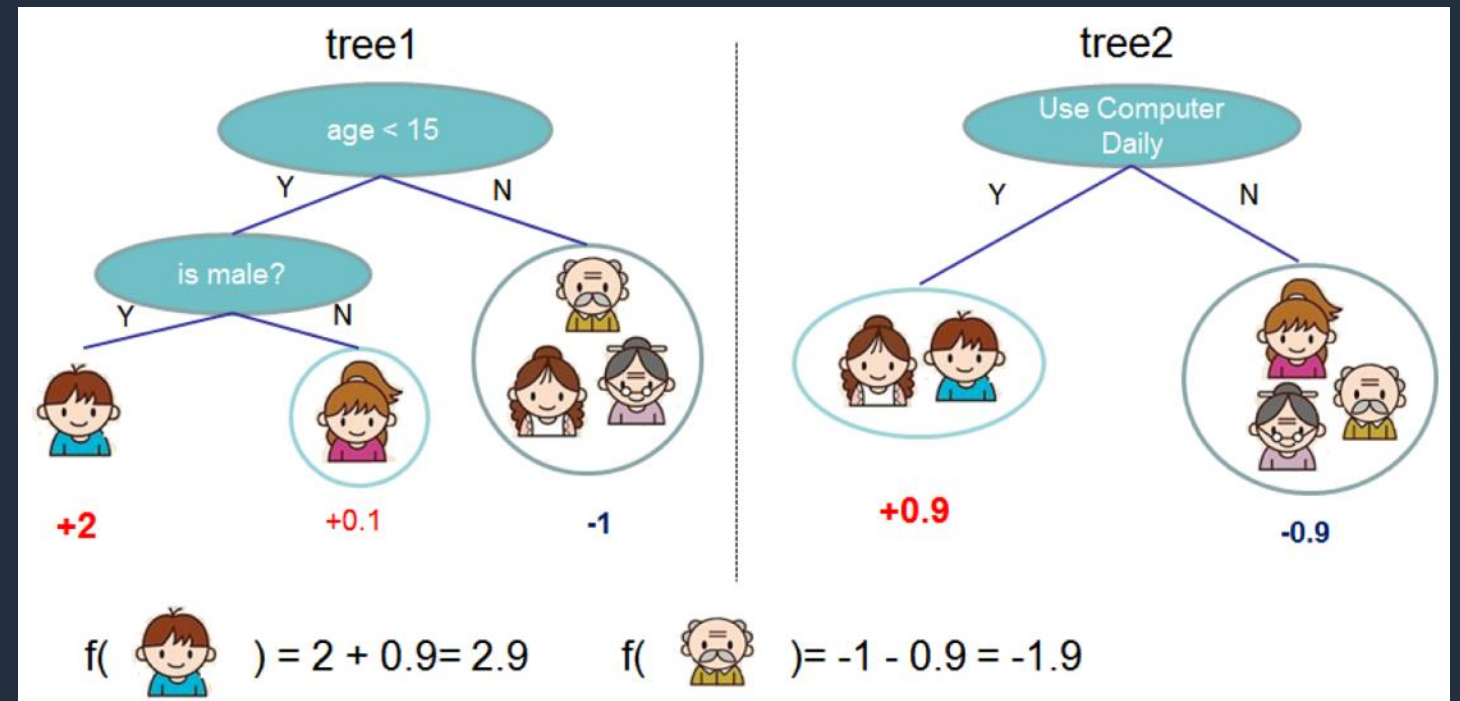 tree1
age < 15
Y
N
is male?
Y
N
+2
+0.1
-1
tree2
Use Computer
Daily
Y
N
+0.9
-0.9
f( ) = 2 + 0.9= 2.9
f( )= -1 - 0.9 = -1.9